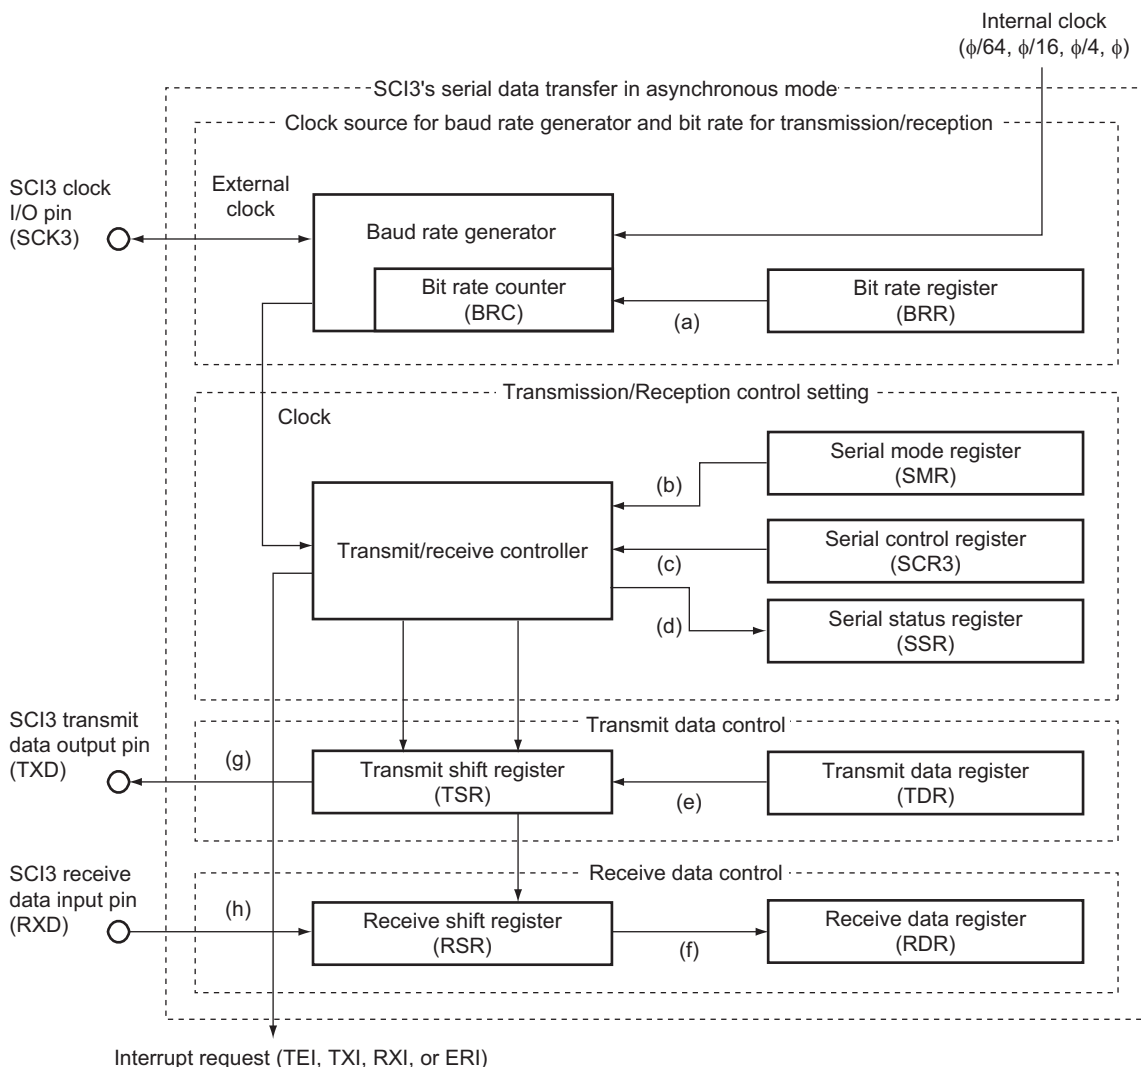 Internal clock
(ϕ/64, ϕ/16, ϕ/4, ϕ)
SCI3's serial data transfer in asynchronous mode
Clock source for baud rate generator and bit rate for transmission/reception
SCI3 clock
I/O pin
(SCK3)
External
clock
Baud rate generator
Bit rate counter
(BRC)
(a)
Bit rate register
(BRR)
Transmission/Reception control setting
Clock
Transmit/receive controller
(b)
Serial mode register
(SMR)
(c)
Serial control register
(SCR3)
(d)
Serial status register
(SSR)
Transmit data control
SCI3 transmit
data output pin
(TXD)
(g)
Transmit shift register
(TSR)
(e)
Transmit data register
(TDR)
Receive data control
SCI3 receive
data input pin
(RXD)
(h)
Receive shift register
(RSR)
(f)
Receive data register
(RDR)
Interrupt request (TEI, TXI, RXI, or ERI)